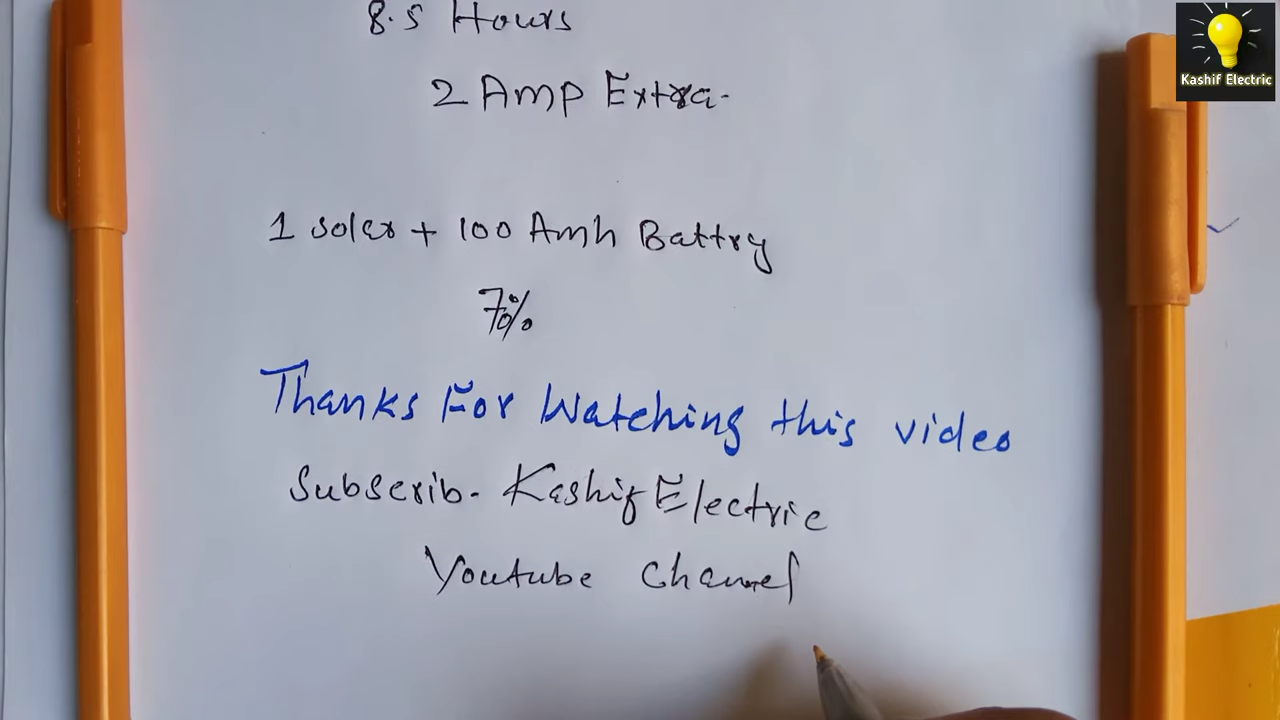 8.5 Hours
2 Amp Extra.
1 Soler + 100 Amh Battry
70%
Thanks For Watching this video
Subscrib. Kashif Electric
Youtube Channel
Kashif Electric